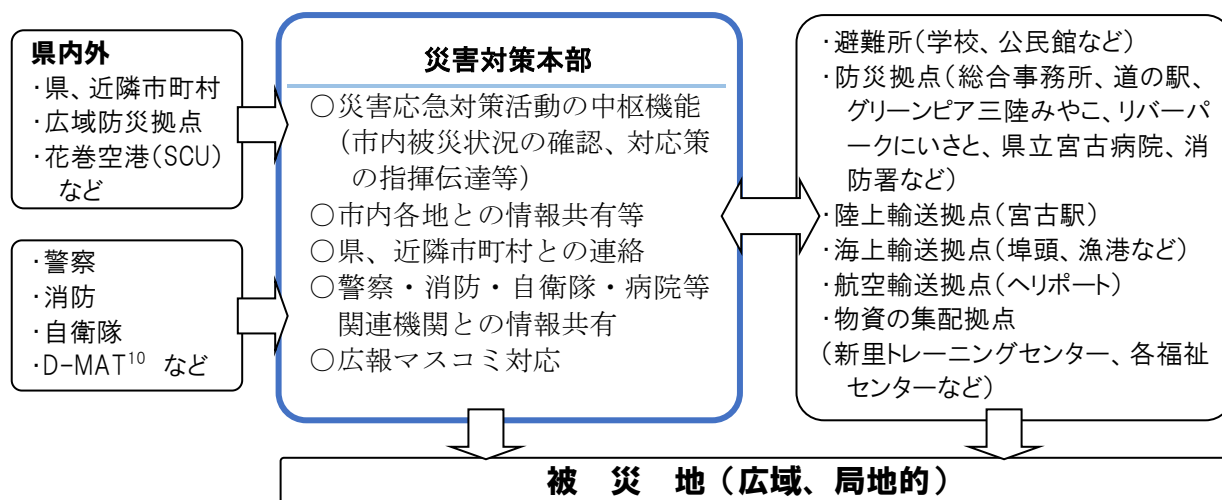 県内外
・県、近隣市町村
・広域防災拠点
・花巻空港（SCU）
など
・警察
・消防
・自衛隊
・D-MAT¹⁰ など
災害対策本部
○災害応急対策活動の中枢機能
（市内被災状況の確認、対応策
の指揮伝達等）
○市内各地との情報共有等
○県、近隣市町村との連絡
○警察・消防・自衛隊・病院等
関連機関との情報共有
○広報マスコミ対応
・避難所（学校、公民館など）
・防災拠点（総合事務所、道の駅、
グリーンピア三陸みやこ、リバーパ
ークにいさと、県立宮古病院、消
防署など）
・陸上輸送拠点（宮古駅）
・海上輸送拠点（埠頭、漁港など）
・航空輸送拠点（ヘリポート）
・物資の集配拠点
（新里トレーニングセンター、各福祉
センターなど）
被 災 地（広域、局地的）